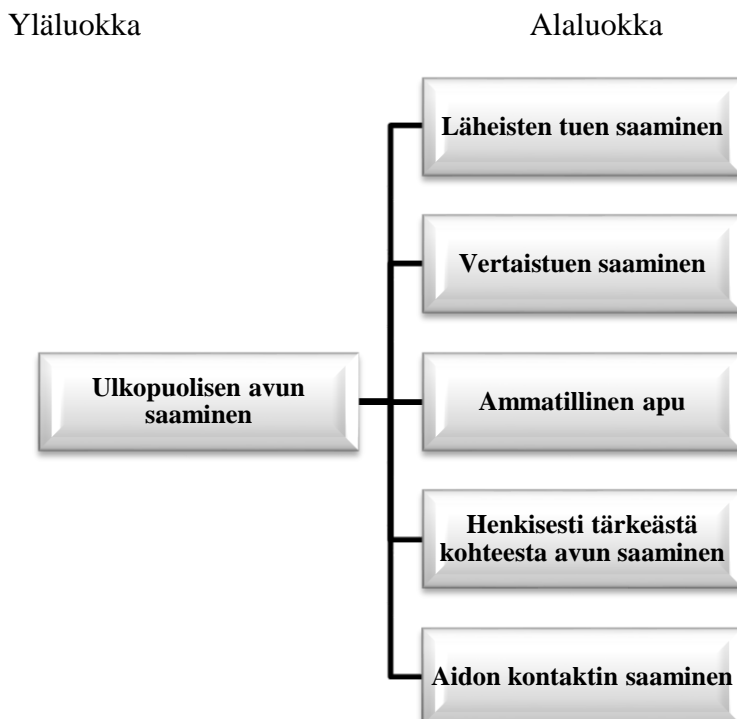 Yläluokka
Alaluokka
Läheisten tuen saaminen
Vertaistuen saaminen
Ulkopuolisen avun
saaminen
Ammatillinen apu
Henkisesti tärkeästä
kohteesta avun saaminen
Aidon kontaktin saaminen